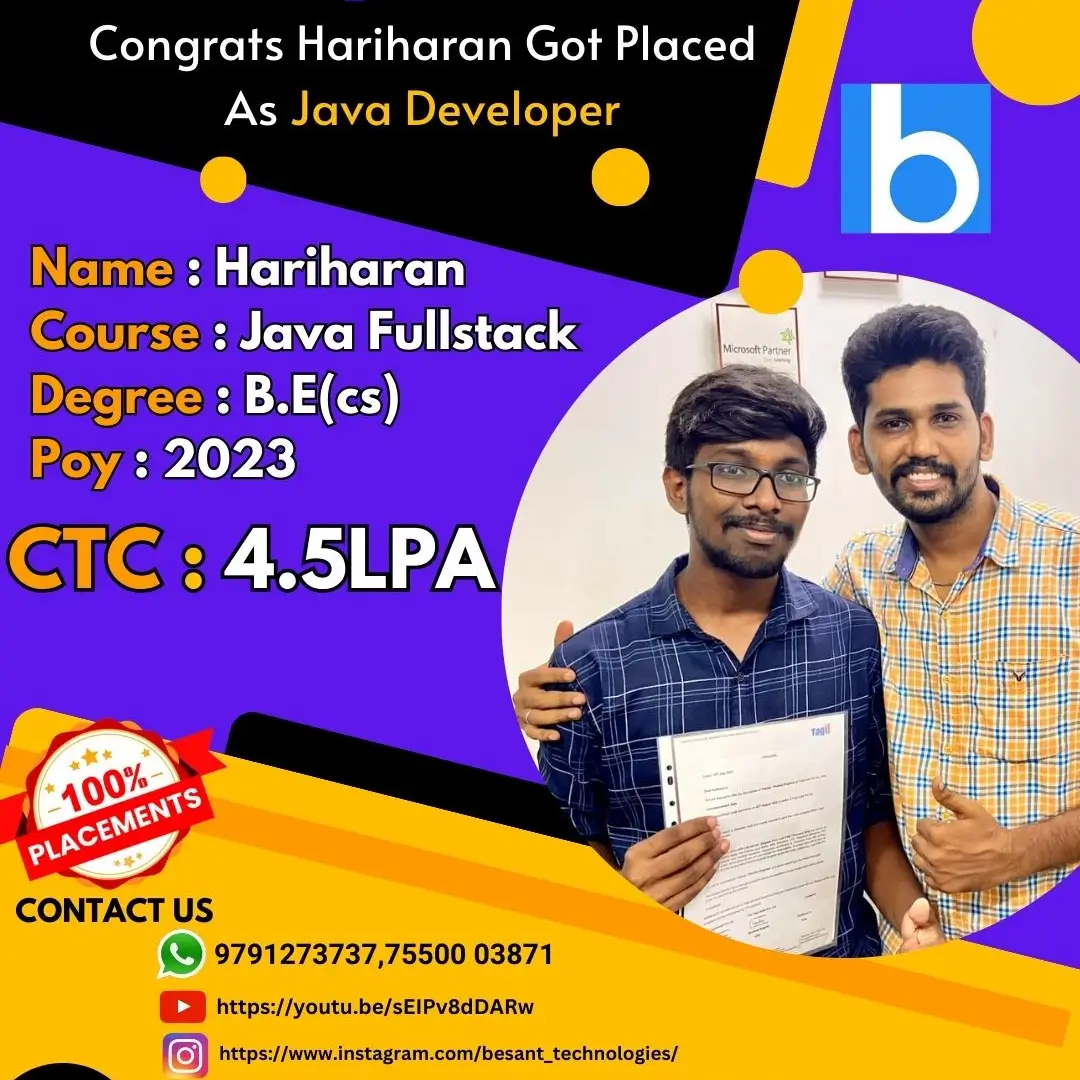 Congrats Hariharan Got Placed
As Java Developer
b
Name : Hariharan
Course : Java Fullstack
Degree : B.E(cs)
Poy : 2023
CTC : 4.5LPA
Microsoft Partner
Tagit
100%
PLACEMENTS
CONTACT US
9791273737,75500 03871
https://youtu.be/sEIPv8dDARw
https://www.instagram.com/besant_technologies/